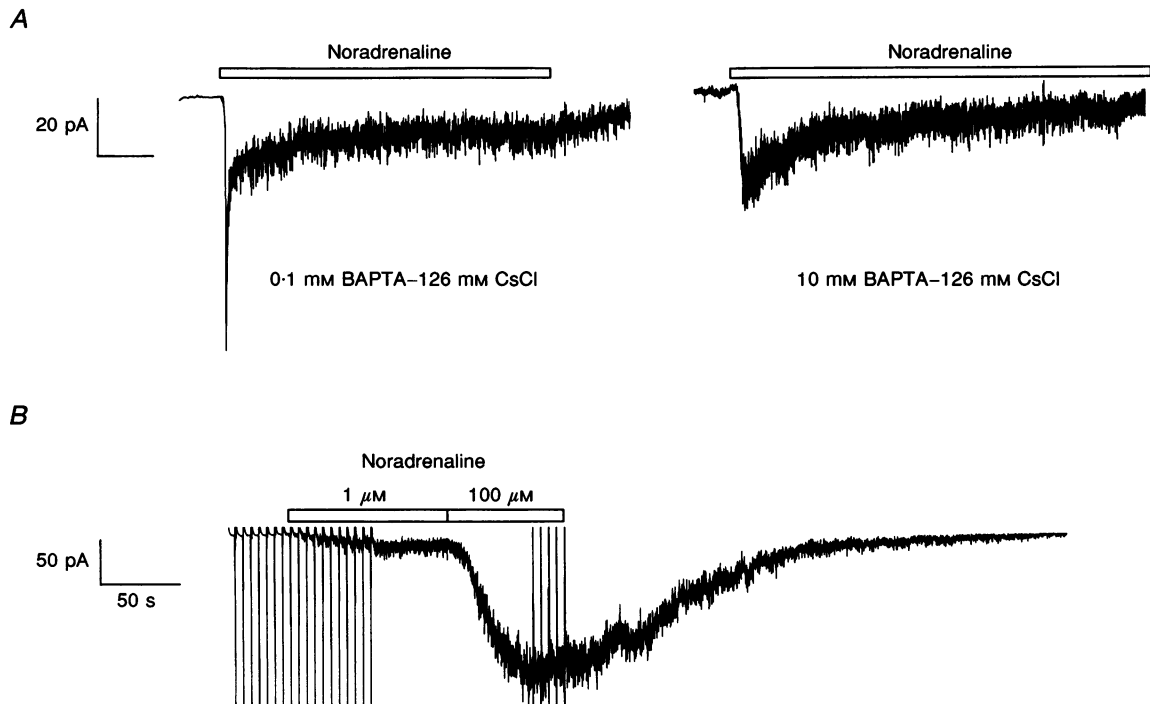 A
Noradrenaline
Noradrenaline
20 pA
0·1 mM BAPTA–126 mM CsCl
10 mM BAPTA–126 mM CsCl
B
Noradrenaline
1 μM
100 μM
50 pA
50 s